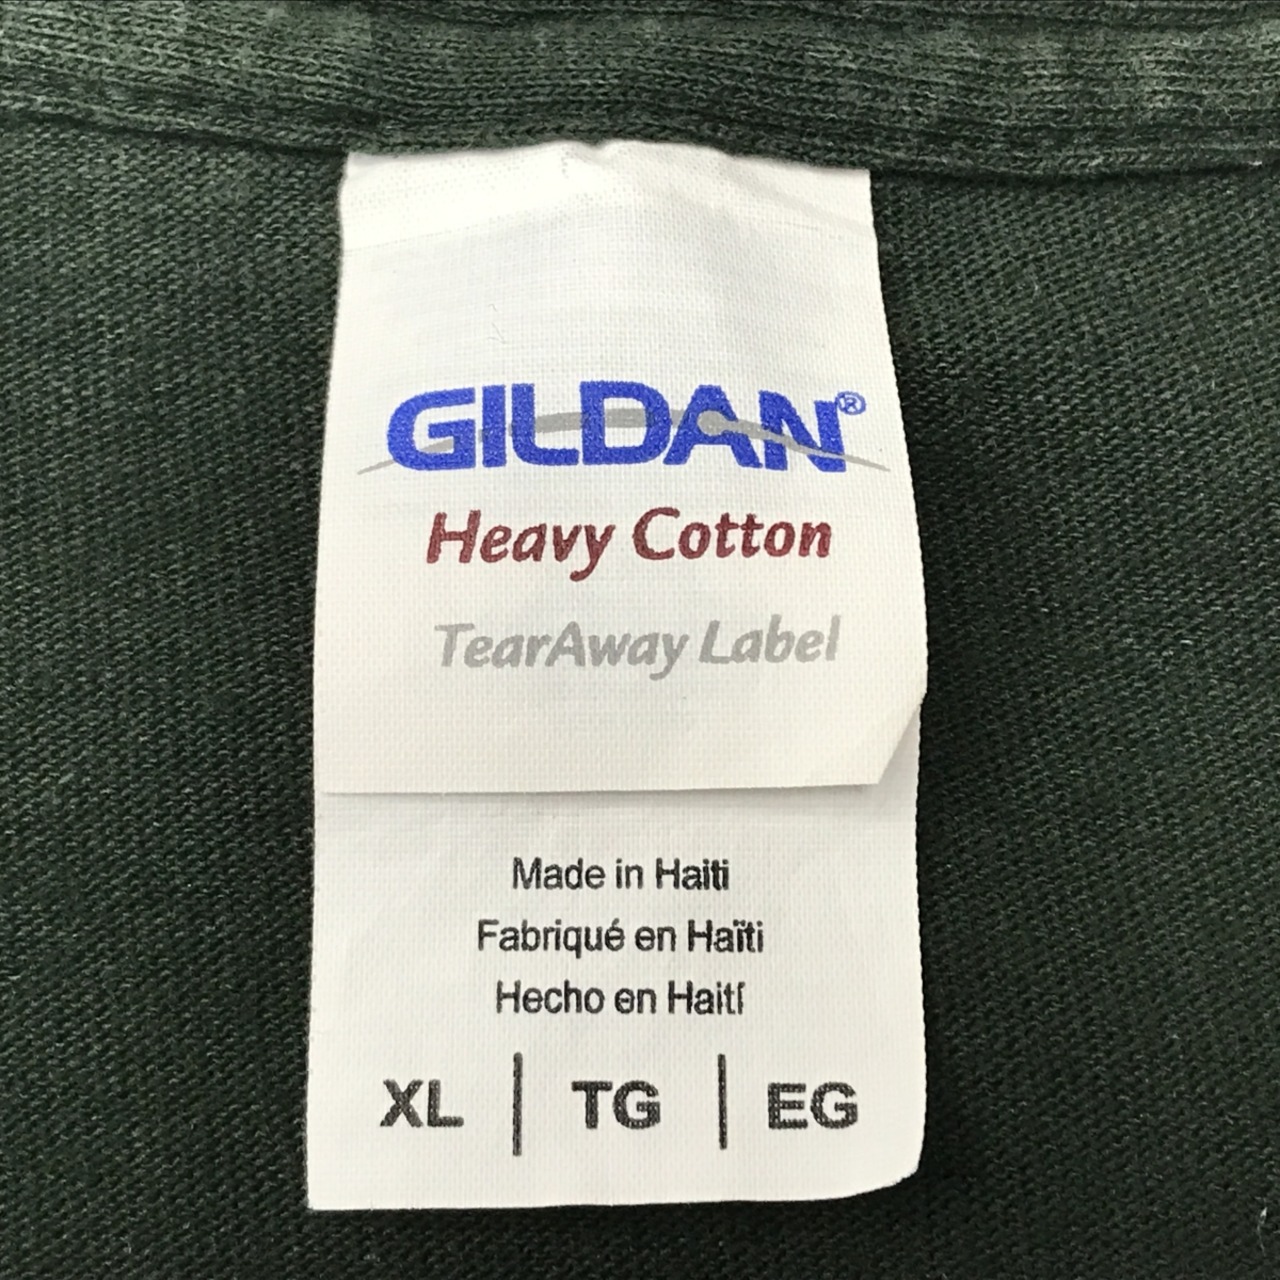 GILDAN®
Heavy Cotton
TearAway Label
Made in Haiti
Fabriqué en Haïti
Hecho en Haití
XL | TG | EG